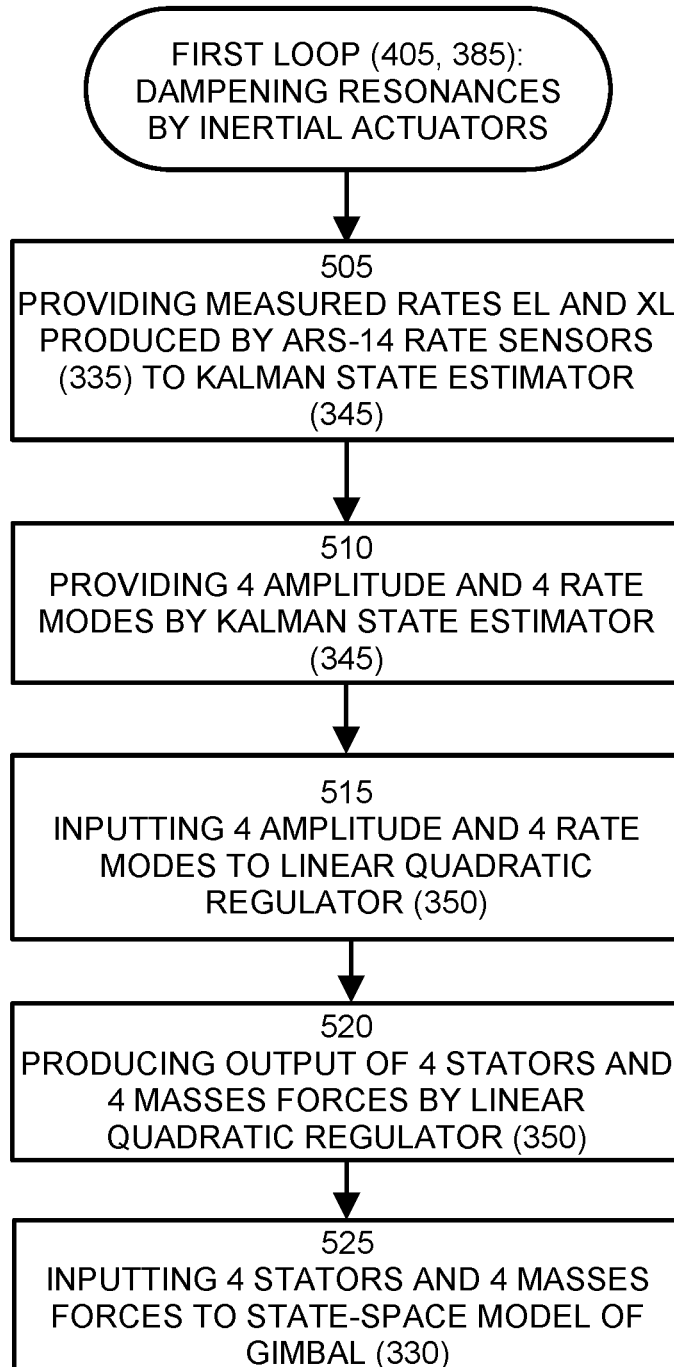 FIRST LOOP (405, 385):
DAMPENING RESONANCES
BY INERTIAL ACTUATORS
505
PROVIDING MEASURED RATES EL AND XL
PRODUCED BY ARS-14 RATE SENSORS
(335) TO KALMAN STATE ESTIMATOR
(345)
510
PROVIDING 4 AMPLITUDE AND 4 RATE
MODES BY KALMAN STATE ESTIMATOR
(345)
515
INPUTTING 4 AMPLITUDE AND 4 RATE
MODES TO LINEAR QUADRATIC
REGULATOR (350)
520
PRODUCING OUTPUT OF 4 STATORS AND
4 MASSES FORCES BY LINEAR
QUADRATIC REGULATOR (350)
525
INPUTTING 4 STATORS AND 4 MASSES
FORCES TO STATE-SPACE MODEL OF
GIMBAL (330)